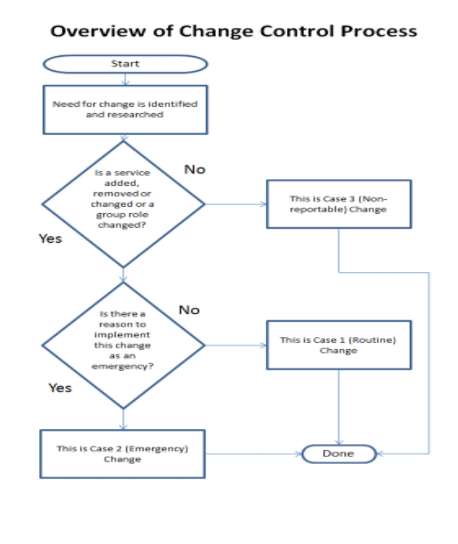 Overview of Change Control Process
Start
Need for change is identified
and researched
Is a service
added,
removed or
changed or a
group role
changed?
No
Yes
This is Case 3 (Non-
reportable) Change
Is there a
reason to
implement
this change
as an
emergency?
No
Yes
This is Case 1 (Routine)
Change
This is Case 2 (Emergency)
Change
Done